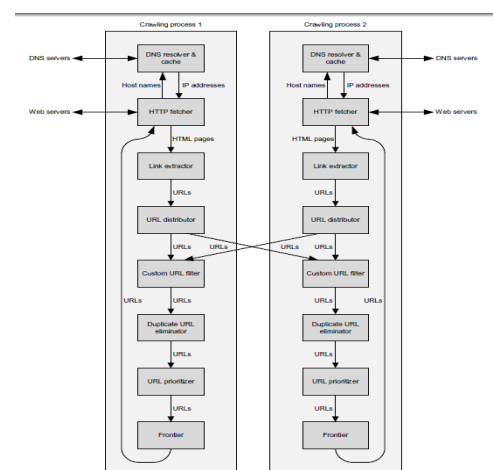 Crawling process 1
DNS servers
DNS resolver &
cache
Host names
IP addresses
Web servers
HTTP fetcher
HTML pages
Link extractor
URLs
URL distributor
URLs
URLs
Custom URL filter
URLs
URLs
Duplicate URL
eliminator
URLs
URL prioritizer
URLs
Frontier
Crawling process 2
DNS resolver &
cache
DNS servers
Host names
IP addresses
HTTP fetcher
Web servers
HTML pages
Link extractor
URLs
URL distributor
URLs
URLs
Custom URL filter
URLs
URLs
Duplicate URL
eliminator
URLs
URL prioritizer
URLs
Frontier